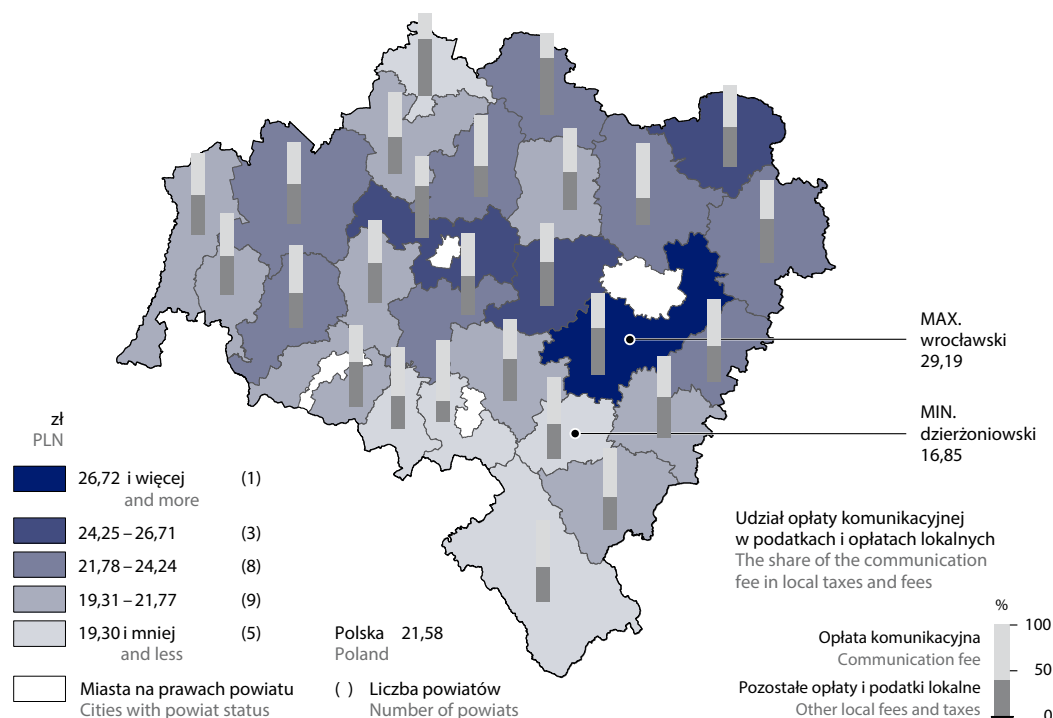 MAX.
wrocławski
29,19
MIN.
dzierżoniowski
16,85
zł
PLN
26,72 i więcej (1)
and more
24,25 – 26,71 (3)
21,78 – 24,24 (8)
19,31 – 21,77 (9)
19,30 i mniej (5)
and less
Miasta na prawach powiatu
Cities with powiat status
Polska 21,58
Poland
( ) Liczba powiatów
Number of powiats
Udział opłaty komunikacyjnej
w podatkach i opłatach lokalnych
The share of the communication
fee in local taxes and fees
%
100
50
0
Opłata komunikacyjna
Communication fee
Pozostałe opłaty i podatki lokalne
Other local fees and taxes